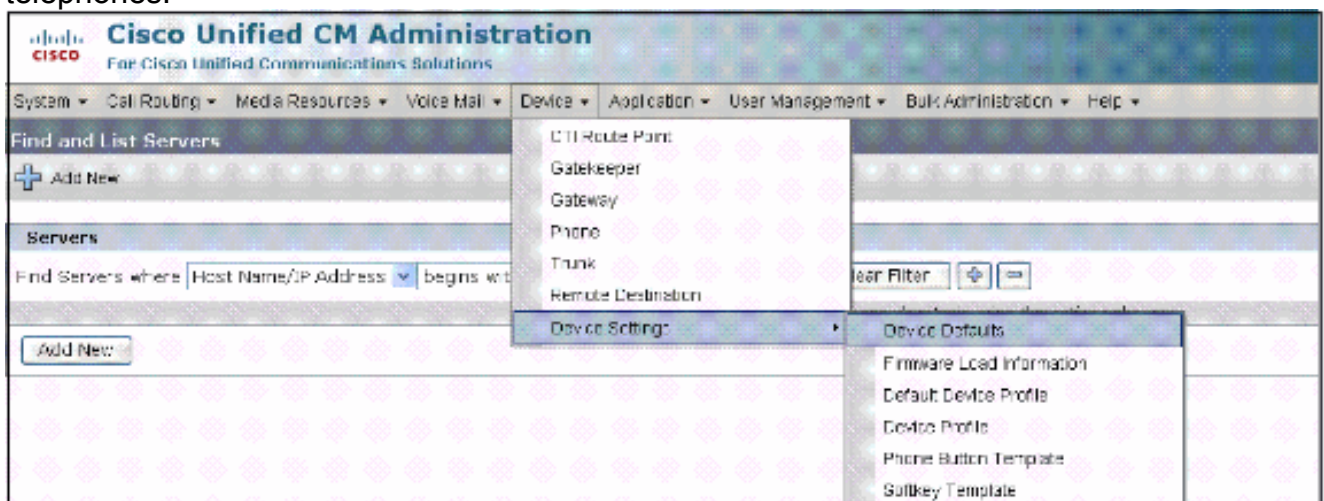 telephones.
Cisco Unified CM Administration
CISCO
For Cisco Unified Communications Solutions
System Call Routing Media Resources Voice Mail Device Application User Management Bulk Administration Help
Find and List Servers
Add New
CTI Route Point
Gatekeeper
Gateway
Phone
Trunk
Remote Destination
Device Settings
Servers
Find Servers where Host Name/IP Address begins wit
lear Filter
Add New
Device Defaults
Firmware Load Information
Default Device Profile
Device Profile
Phone Button Template
Softkey Template